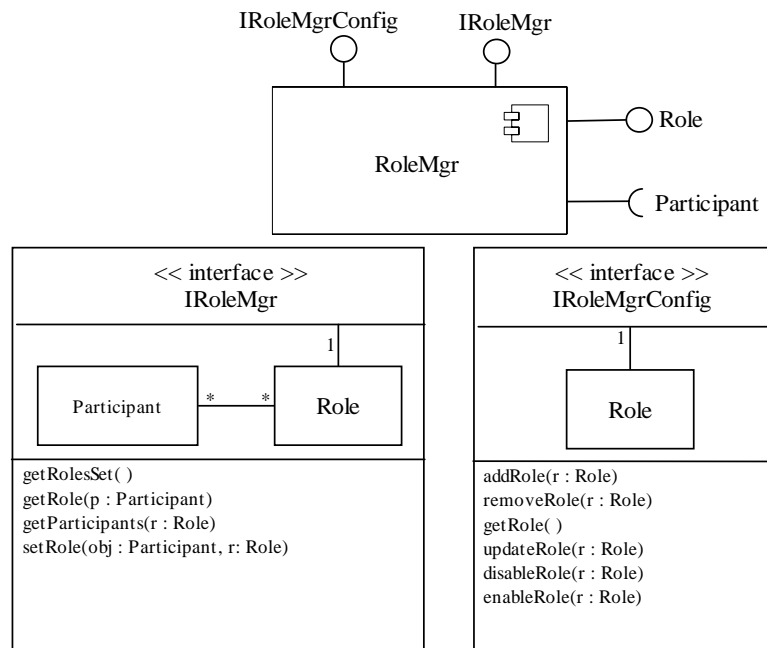 IRoleMgrConfig
IRoleMgr
Role
RoleMgr
Participant
<< interface >>
IRoleMgr
1
Participant
*
*
Role
getRolesSet( )
getRole(p : Participant)
getParticipants(r : Role)
setRole(obj : Participant, r: Role)
<< interface >>
IRoleMgrConfig
1
Role
addRole(r : Role)
removeRole(r : Role)
getRole( )
updateRole(r : Role)
disableRole(r : Role)
enableRole(r : Role)